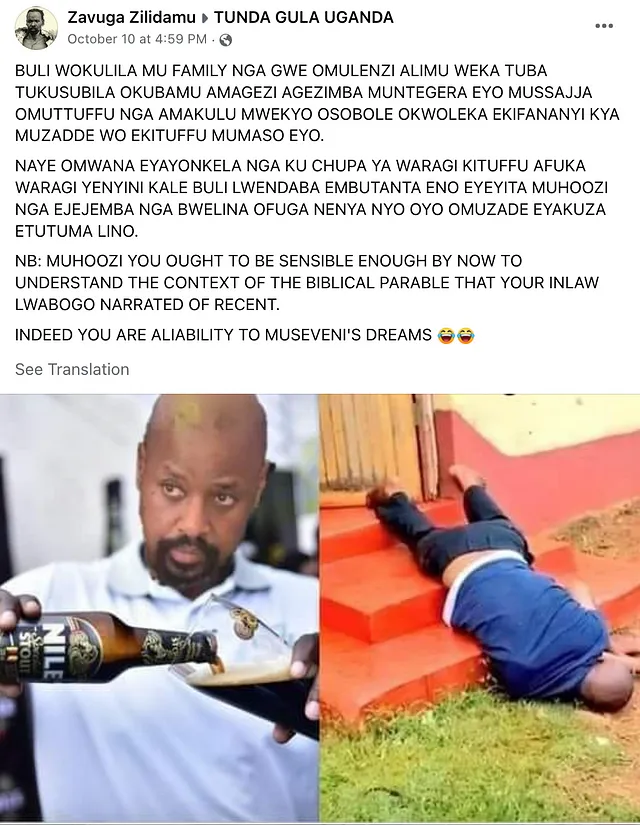 Zavuga Zilidamu ▸ TUNDA GULA UGANDA
October 10 at 4:59 PM ·
BULI WOKULILA MU FAMILY NGA GWE OMULENZI ALIMU WEKA TUBA
TUKUSUBILA OKUBAMU AMAGEZI AGEZIMBA MUNTEGERA EYO MUSSAJJA
OMUTTUFFU NGA AMAKULU MWEKYO OSOBOLE OKWOLEKA EKIFANANYI KYA
MUZADDE WO EKITUFFU MUMASO EYO.
NAYE OMWANA EYAYONKELA NGA KU CHUPA YA WARAGI KITUFFU AFUKA
WARAGI YENYINI KALE BULI LWENDABA EMBUTANTA ENO EYEYITA MUHOOZI
NGA EJEJEMBA NGA BWELINA OFUGA NENYA NYO OYO OMUZADE EYAKUZA
ETUTUMA LINO.
NB: MUHOOZI YOU OUGHT TO BE SENSIBLE ENOUGH BY NOW TO
UNDERSTAND THE CONTEXT OF THE BIBLICAL PARABLE THAT YOUR INLAW
LWABOGO NARRATED OF RECENT.
INDEED YOU ARE ALIABILITY TO MUSEVENI'S DREAMS 😂😂
See Translation
NILE
STOUT